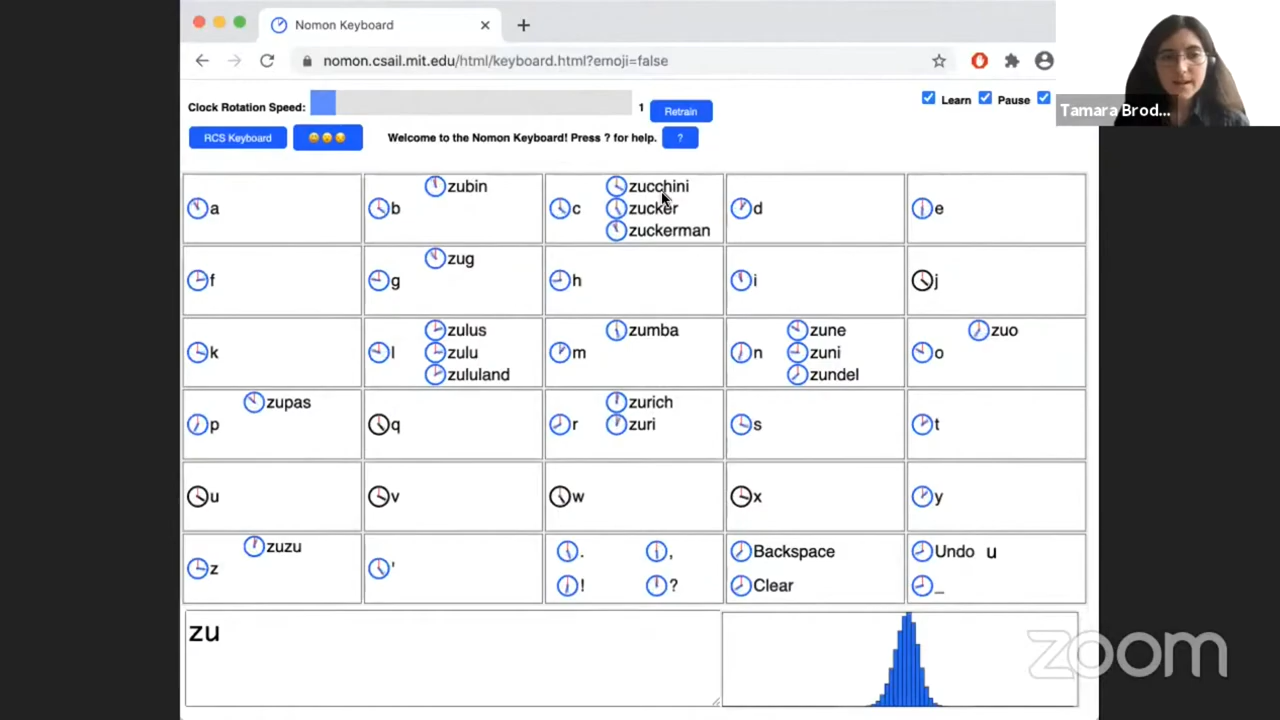 Nomon Keyboard
nomon.csail.mit.edu/html/keyboard.html?emoji=false
Clock Rotation Speed: 1 Retrain
Learn Pause
Tamara Brod...
RCS Keyboard Welcome to the Nomon Keyboard! Press ? for help. ?
a
zubin
b
zucchini
c zucker
zuckerman
d
e
f
zug
g
h
i
j
k
zulus
l zulu
zululand
zumba
m
zune
n zuni
zundel
zuo
o
zupas
p
q
zurich
r zuri
s
t
u
v
w
x
y
zuzu
z
'
. ,
! ?
Backspace
Clear
Undo u
_
zu
zoom